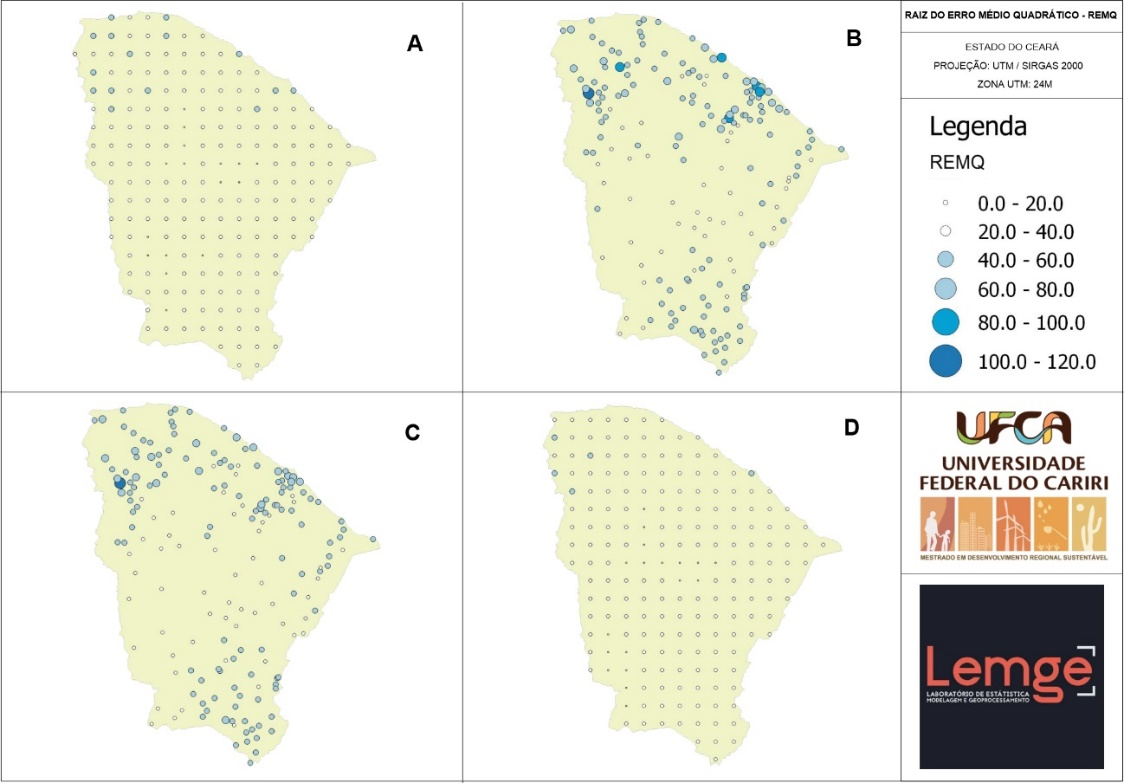 A
B
C
D
RAIZ DO ERRO MÉDIO QUADRÁTICO - REMQ
ESTADO DO CEARÁ
PROJEÇÃO: UTM / SIRGAS 2000
ZONA UTM: 24M
Legenda
REMQ
0.0 - 20.0
20.0 - 40.0
40.0 - 60.0
60.0 - 80.0
80.0 - 100.0
100.0 - 120.0
UFCA
UNIVERSIDADE
FEDERAL DO CARIRI
MESTRADO EM DESENVOLVIMENTO REGIONAL SUSTENTÁVEL
Lemge
LABORATÓRIO DE ESTÁTISTICA
MODELAGEM E GEOPROCESSAMENTO